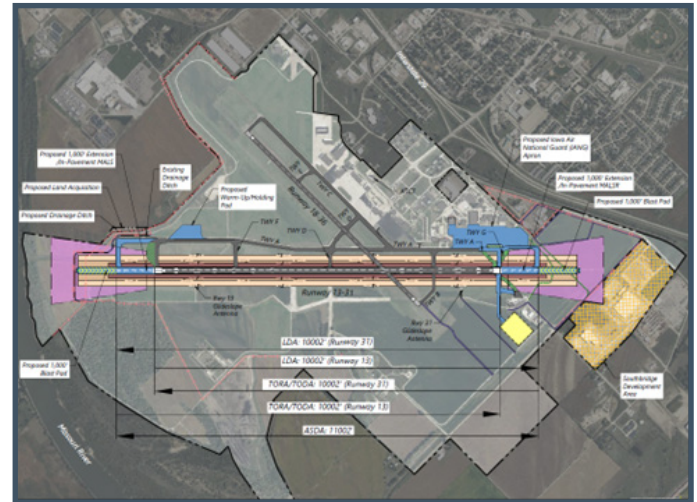 Interstate 29
Proposed 1,000' Extension
/In-Pavement MALS
Existing
Drainage
Ditch
Proposed Land Acquisition
Proposed
Warm-Up/Holding
Pad
Proposed Drainage Ditch
Proposed Iowa Air
National Guard (IANG)
Apron
Proposed 1,000' Extension
/In-Pavement MALSR
Proposed 1,000' Blast Pad
Runway 18-36
TWY F
TWY A
TWY D
TWY A
TWY G
TWY A
TWY B
Runway 13-31
Rwy 13
Glideslope
Antenna
Rwy 31
Glideslope
Antenna
Proposed 1,000'
Blast Pad
LDA: 10002' (Runway 31)
LDA: 10002' (Runway 13)
TORA/TODA: 10002' (Runway 31)
TORA/TODA: 10002' (Runway 13)
ASDA: 11002'
Southbridge
Development
Area
Missouri River